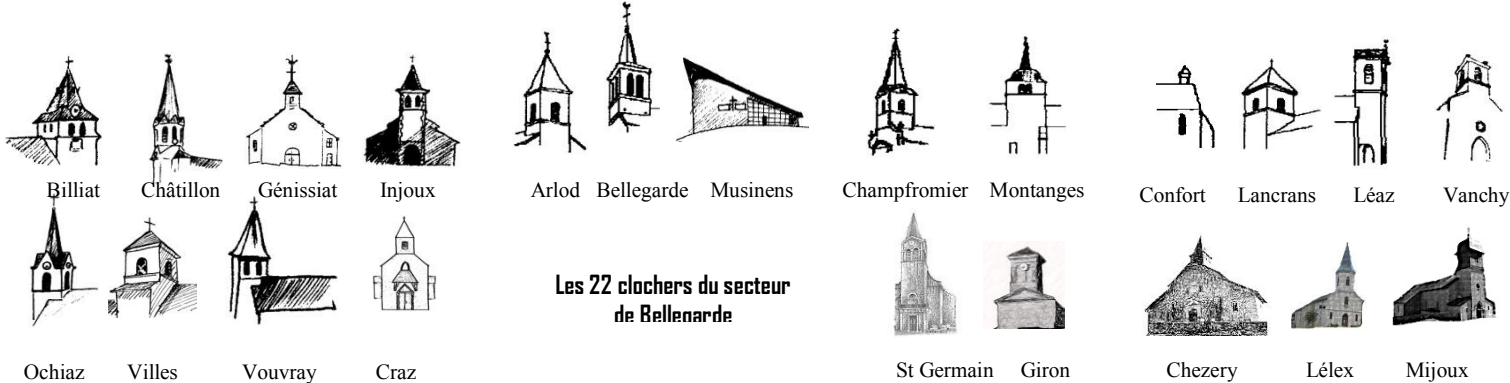 Billiat Châtillon Génissiat Injoux Arlod Bellegarde Musinens Champfromier Montanges Confort Lancrans Léaz Vanchy
Les 22 clochers du secteur
de Bellegarde
Ochiaz Villes Vouvray Craz St Germain Giron Chezery Lélex Mijoux